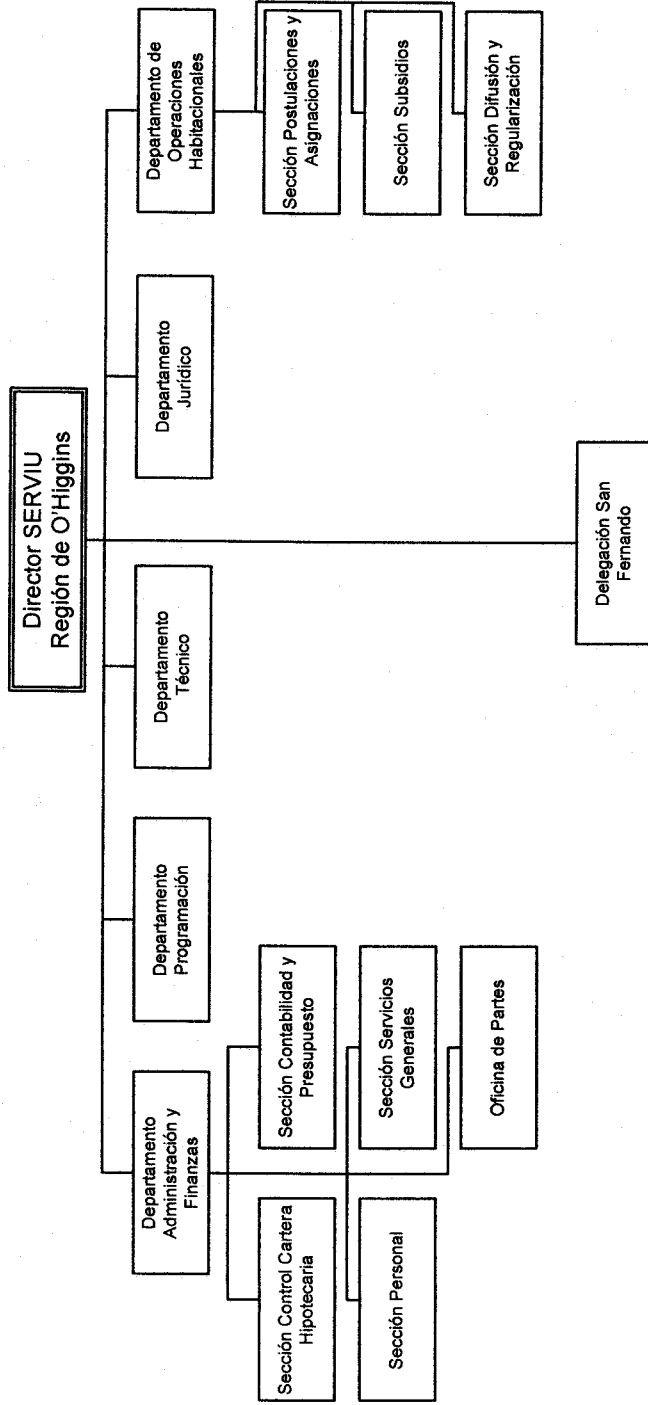 Director SERVIU
Región de O'Higgins
Departamento
Administración y
Finanzas
Departamento
Programación
Departamento
Técnico
Departamento
Jurídico
Departamento de
Operaciones
Habitacionales
Sección Control Cartera
Hipotecaria
Sección Contabilidad y
Presupuesto
Sección Personal
Sección Servicios
Generales
Oficina de Partes
Sección Postulaciones y
Asignaciones
Sección Subsidios
Sección Difusión y
Regularización
Delegación San
Fernando